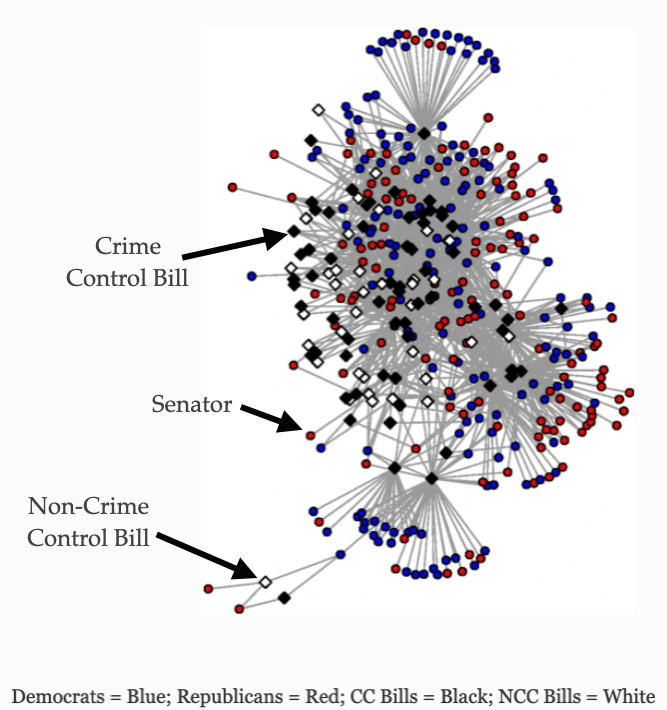 Crime
Control Bill
Senator
Non-Crime
Control Bill
Democrats = Blue; Republicans = Red; CC Bills = Black; NCC Bills = White